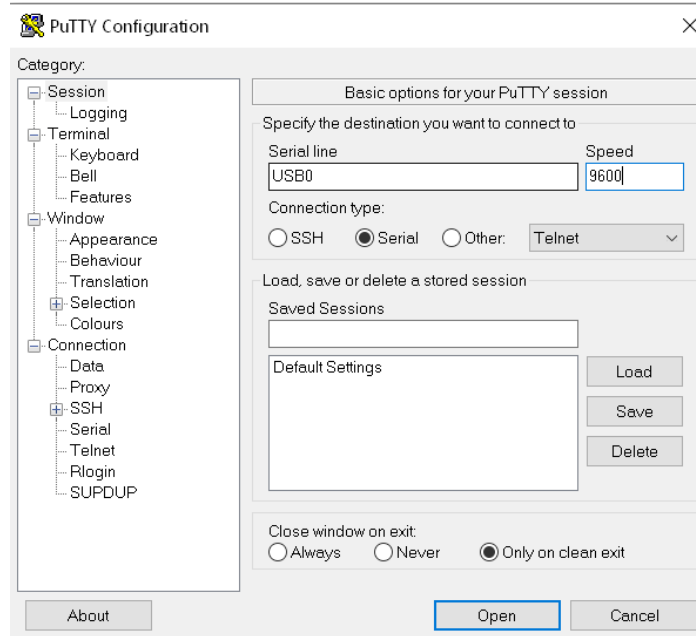 PuTTY Configuration
Category:
Session
Logging
Terminal
Keyboard
Bell
Features
Window
Appearance
Behaviour
Translation
Selection
Colours
Connection
Data
Proxy
SSH
Serial
Telnet
Rlogin
SUPDUP
Basic options for your PuTTY session
Specify the destination you want to connect to
Serial line Speed
USB0 9600
Connection type:
SSH Serial Other: Telnet
Load, save or delete a stored session
Saved Sessions
Default Settings
Load
Save
Delete
Close window on exit:
Always Never Only on clean exit
About Open Cancel